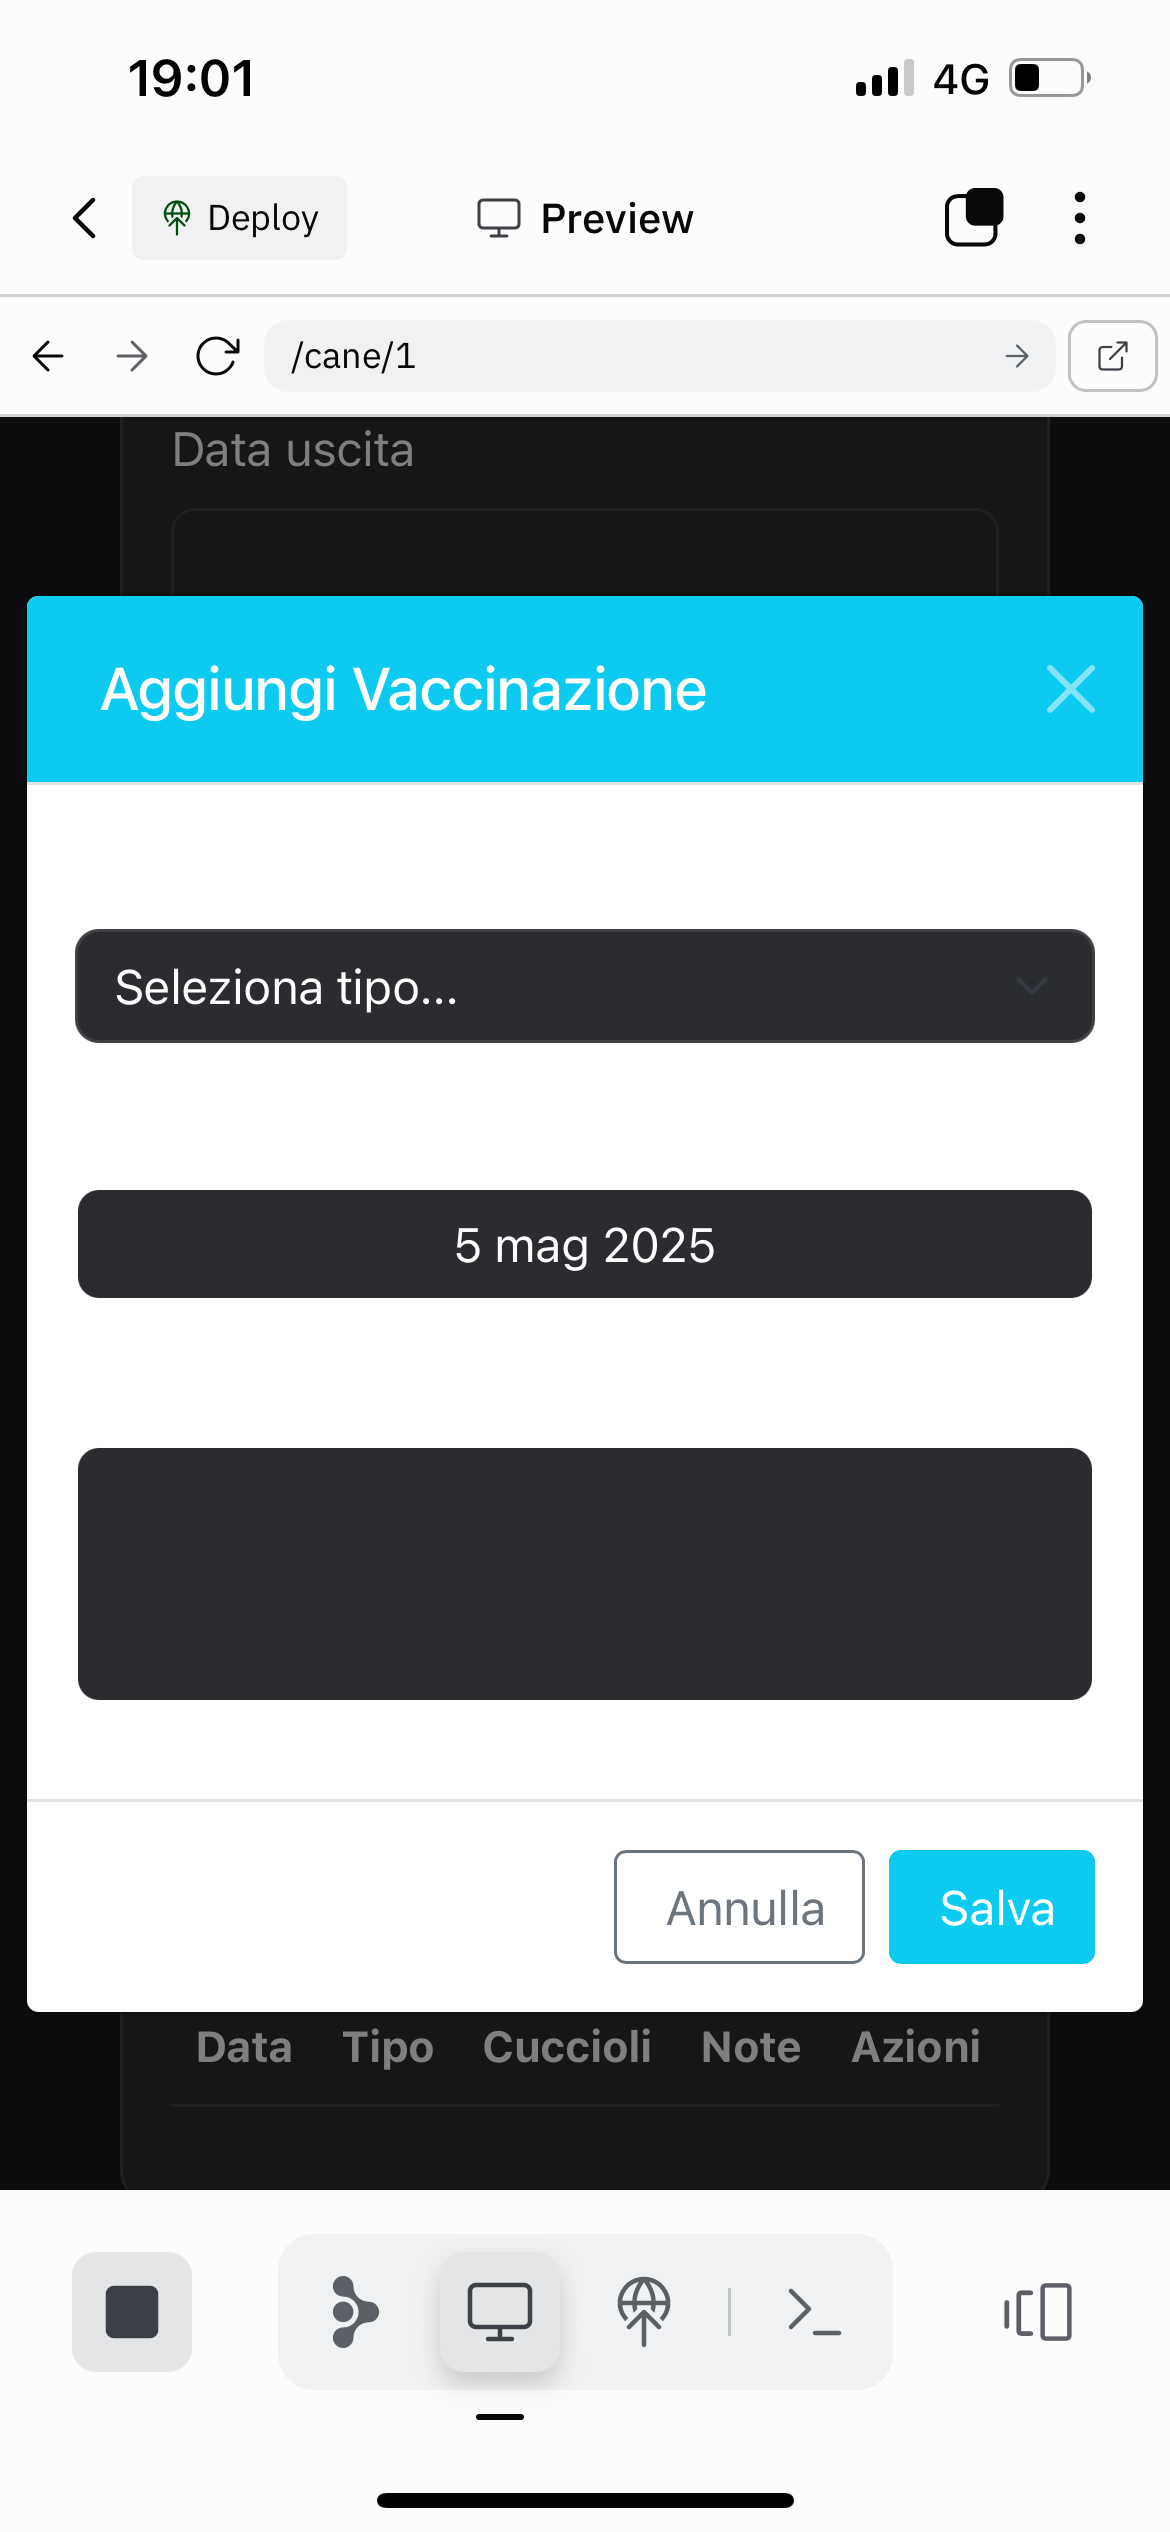 19:01
4G
Deploy
Preview
/cane/1
Data uscita
Aggiungi Vaccinazione
Seleziona tipo...
5 mag 2025
Annulla
Salva
Data Tipo Cuccioli Note Azioni